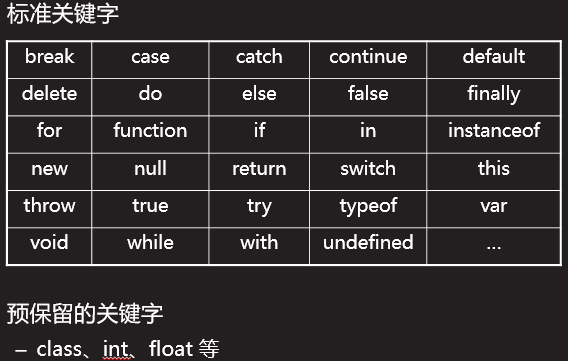 标准关键字
break case catch continue default
delete do else false finally
for function if in instanceof
new null return switch this
throw true try typeof var
void while with undefined ...
预保留的关键字
– class、int、float 等